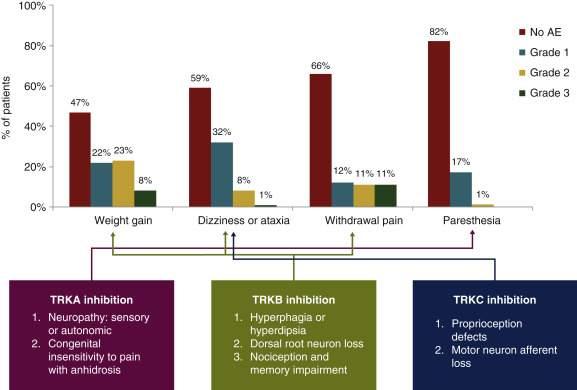 100%
80%
60%
40%
20%
0%
% of patients
No AE
Grade 1
Grade 2
Grade 3
47%
22%
23%
8%
59%
32%
8%
1%
66%
12%
11%
11%
82%
17%
1%
Weight gain
Dizziness or ataxia
Withdrawal pain
Paresthesia
TRKA inhibition
1. Neuropathy: sensory
or autonomic
2. Congenital
insensitivity to pain
with anhidrosis
TRKB inhibition
1. Hyperphagia or
hyperdipsia
2. Dorsal root neuron loss
3. Nociception and
memory impairment
TRKC inhibition
1. Proprioception
defects
2. Motor neuron afferent
loss